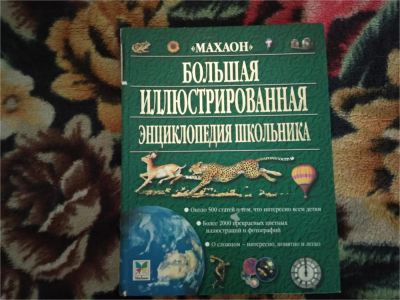 «МАХАОН»
БОЛЬШАЯ
ИЛЛЮСТРИРОВАННАЯ
ЭНЦИКЛОПЕДИЯ ШКОЛЬНИКА
Около 500 статей о том, что интересно всем детям
Более 2000 прекрасных цветных
иллюстраций и фотографий
О сложном – интересно, понятно и легко